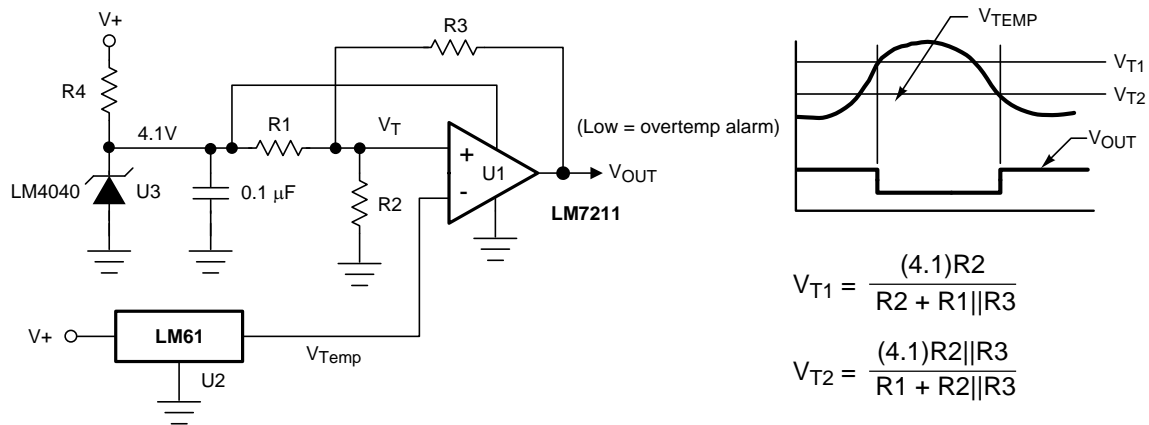 V+
R4
R3
4.1V
R1
VT
(Low = overtemp alarm)
+
U1
-
VOUT
LM4040
U3
0.1 μF
R2
LM7211
V+
LM61
VTemp
U2
VTEMP
VT1
VT2
VOUT
VT1 = (4.1)R2
R2 + R1||R3
VT2 = (4.1)R2||R3
R1 + R2||R3